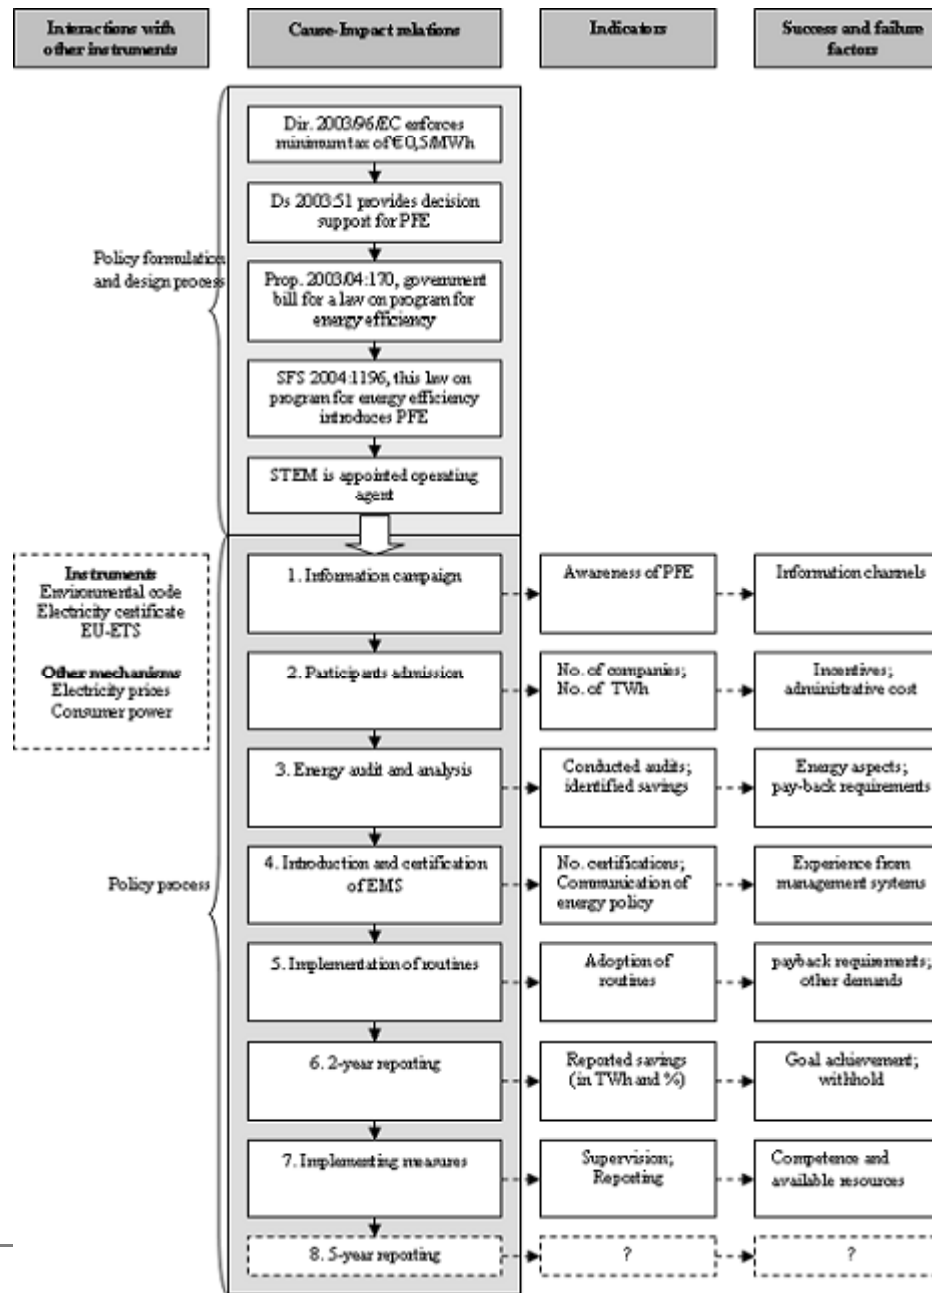 Interactions with
other instruments
Cause-Impact relations
Indicators
Success and failure
factors
Policy formulation
and design process
Dir. 2003/96/EC enforces
minimum tax of €0,5/MWh
Ds 2003:51 provides decision
support for PFE
Prop. 2003/04:170, government
bill for a law on program for
energy efficiency
SFS 2004:1196, this law on
program for energy efficiency
introduces PFE
STEM is appointed operating
agent
Instruments
Environmental code
Electricity certificate
EU-ETS
Other mechanisms
Electricity prices
Consumer power
Policy process
1. Information campaign
Awareness of PFE
Information channels
2. Participants admission
No. of companies;
No. of TWh
Incentives;
administrative cost
3. Energy audit and analysis
Conducted audits;
identified savings
Energy aspects;
pay-back requirements
4. Introduction and certification
of EMS
No. certifications;
Communication of
energy policy
Experience from
management systems
5. Implementation of routines
Adoption of
routines
payback requirements;
other demands
6. 2-year reporting
Reported savings
(in TWh and %)
Goal achievement;
withhold
7. Implementing measures
Supervision;
Reporting
Competence and
available resources
8. 5-year reporting
?
?